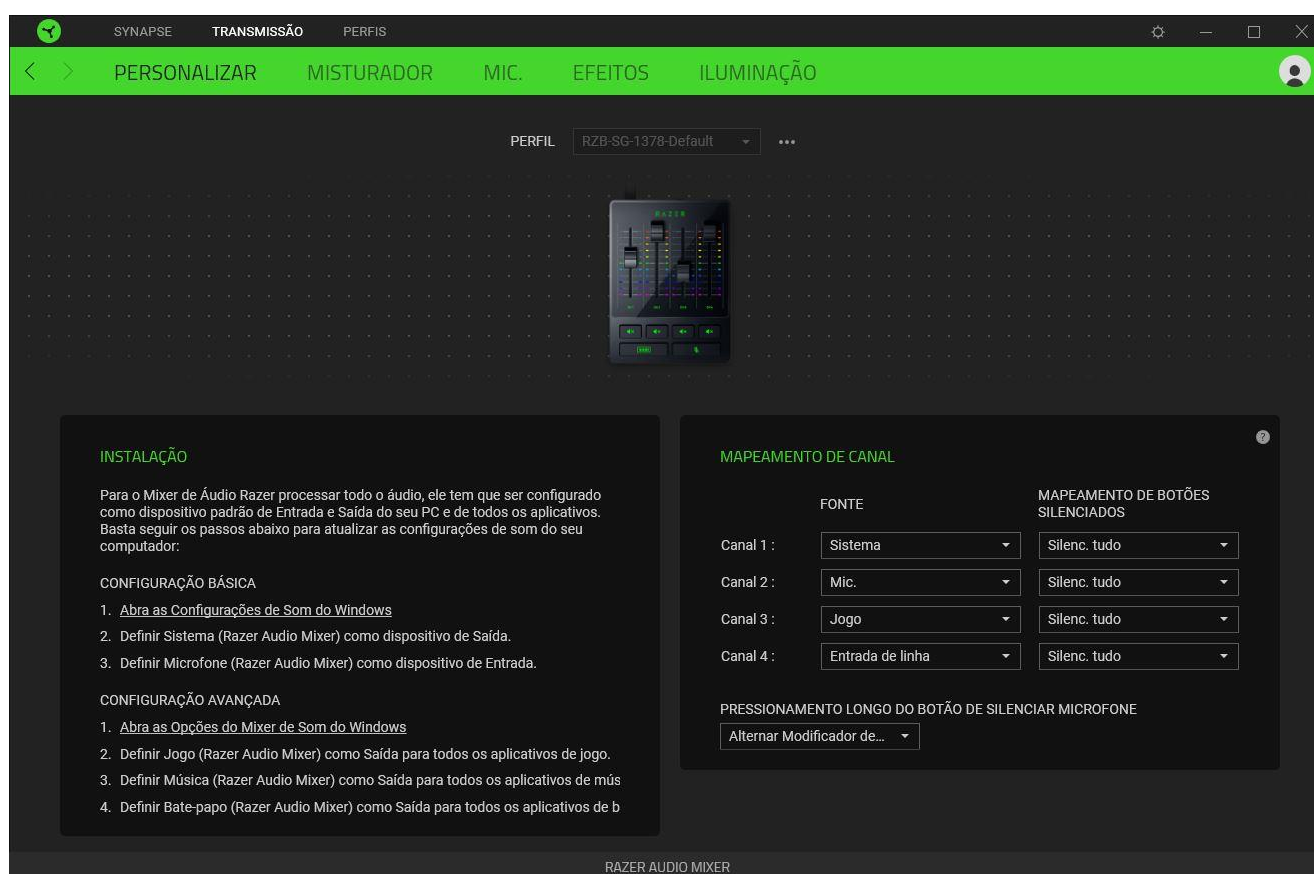 SYNAPSE TRANSMISSÃO PERFIS
PERSONALIZAR MISTURADOR MIC. EFEITOS ILUMINAÇÃO
PERFIL RZB-SG-1378-Default
RAZER
INSTALAÇÃO
Para o Mixer de Áudio Razer processar todo o áudio, ele tem que ser configurado
como dispositivo padrão de Entrada e Saída do seu PC e de todos os aplicativos.
Basta seguir os passos abaixo para atualizar as configurações de som do seu
computador:
CONFIGURAÇÃO BÁSICA
1. Abra as Configurações de Som do Windows
2. Definir Sistema (Razer Audio Mixer) como dispositivo de Saída.
3. Definir Microfone (Razer Audio Mixer) como dispositivo de Entrada.
CONFIGURAÇÃO AVANÇADA
1. Abra as Opções do Mixer de Som do Windows
2. Definir Jogo (Razer Audio Mixer) como Saída para todos os aplicativos de jogo.
3. Definir Música (Razer Audio Mixer) como Saída para todos os aplicativos de mús
4. Definir Bate-papo (Razer Audio Mixer) como Saída para todos os aplicativos de b
?
MAPEAMENTO DE CANAL
FONTE
MAPEAMENTO DE BOTÕES
SILENCIADOS
Canal 1 : Sistema Silenc. tudo
Canal 2 : Mic. Silenc. tudo
Canal 3 : Jogo Silenc. tudo
Canal 4 : Entrada de linha Silenc. tudo
PRESSIONAMENTO LONGO DO BOTÃO DE SILENCIAR MICROFONE
Alternar Modificador de...
RAZER AUDIO MIXER